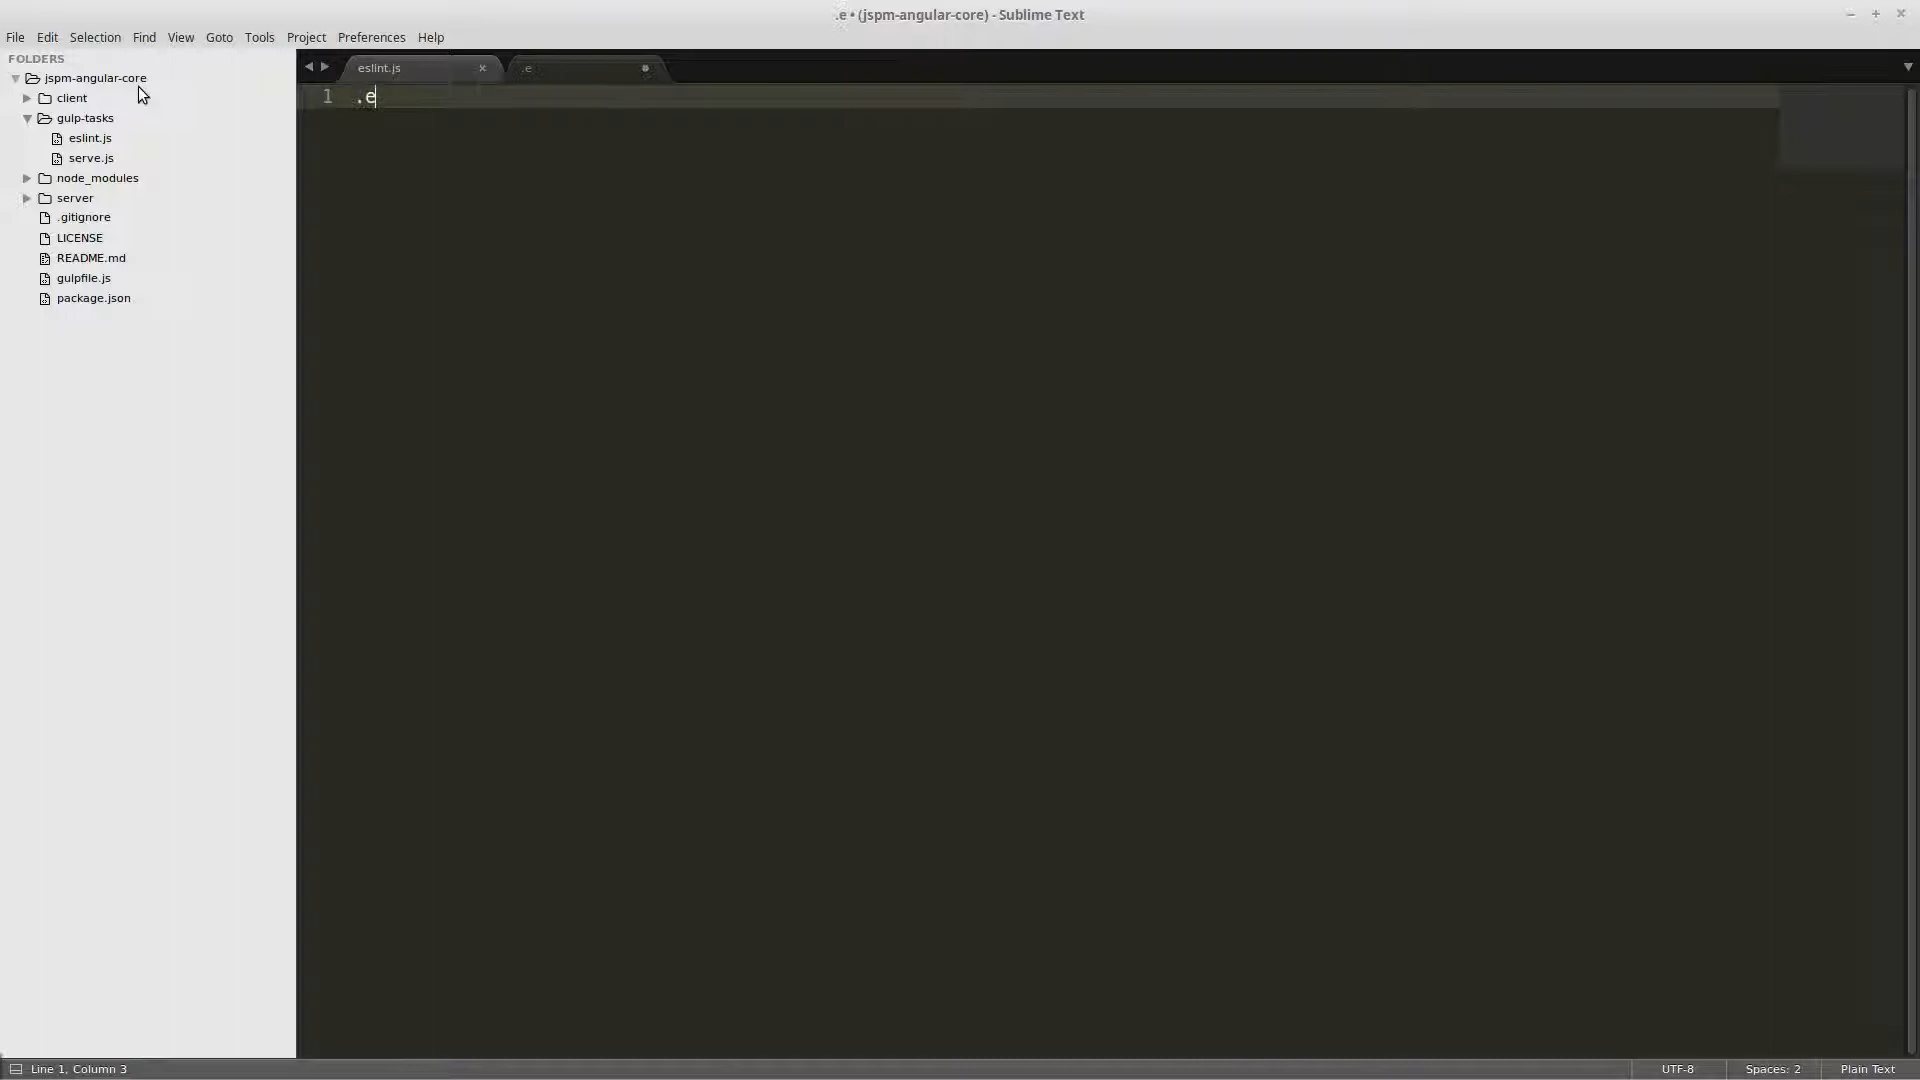 .e • (jspm-angular-core) - Sublime Text
File Edit Selection Find View Goto Tools Project Preferences Help
FOLDERS
jspm-angular-core
client
gulp-tasks
eslint.js
serve.js
node_modules
server
.gitignore
LICENSE
README.md
gulpfile.js
package.json
eslint.js .e
1 .e
Line 1, Column 3 UTF-8 Spaces: 2 Plain Text